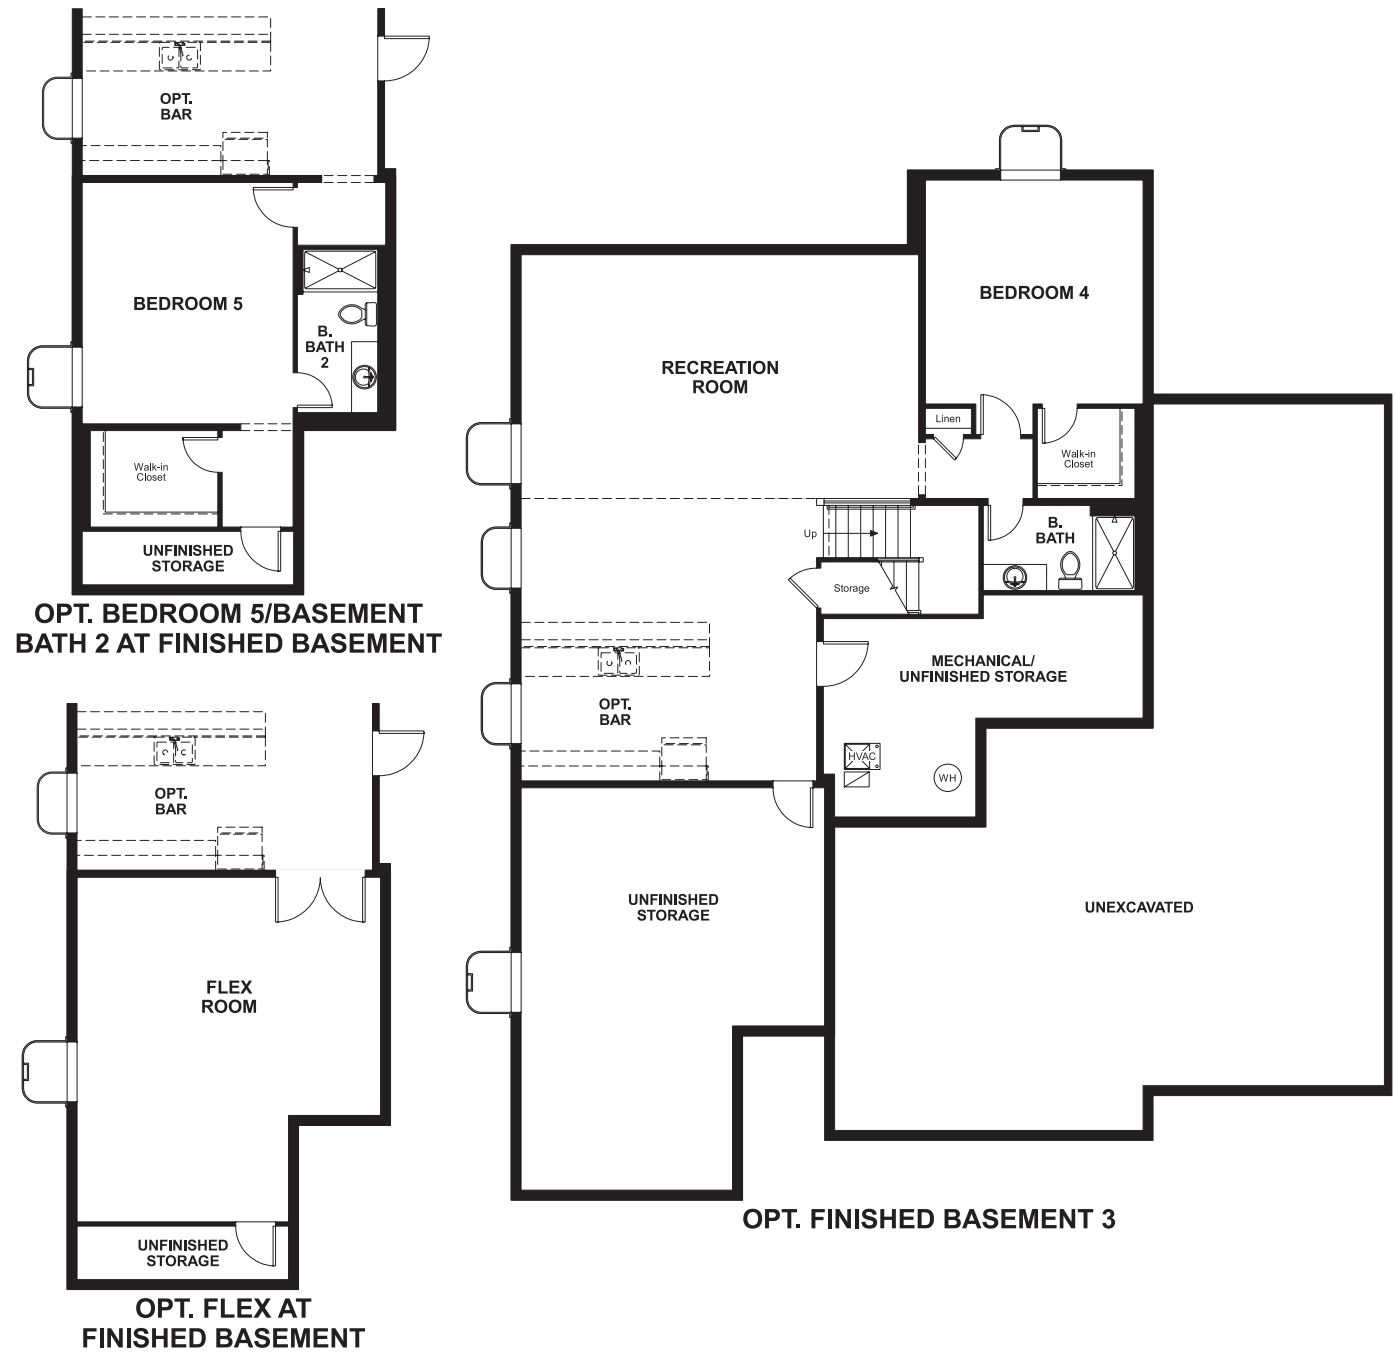 OPT.
BAR
BEDROOM 5
B.
BATH
2
Walk-in
Closet
UNFINISHED
STORAGE
OPT. BEDROOM 5/BASEMENT
BATH 2 AT FINISHED BASEMENT
OPT.
BAR
FLEX
ROOM
UNFINISHED
STORAGE
OPT. FLEX AT
FINISHED BASEMENT
BEDROOM 4
RECREATION
ROOM
Linen
Walk-in
Closet
B.
BATH
Up
Storage
MECHANICAL/
UNFINISHED STORAGE
OPT.
BAR
HVAC
WH
UNFINISHED
STORAGE
UNEXCAVATED
OPT. FINISHED BASEMENT 3